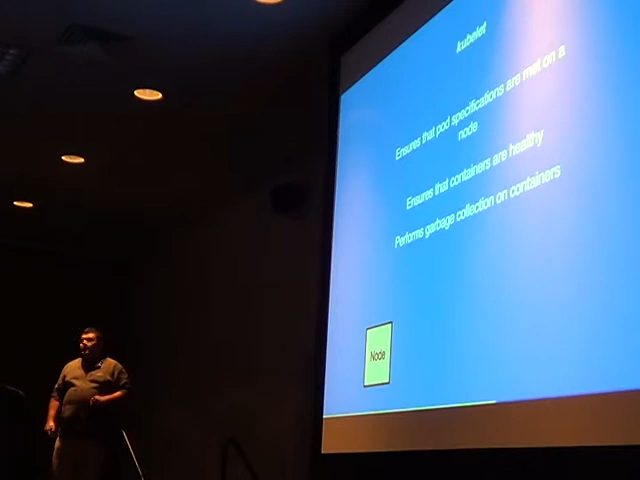 kubelet
Ensures that pod specifications are met on a
node
Ensures that containers are healthy
Performs garbage collection on containers
Node